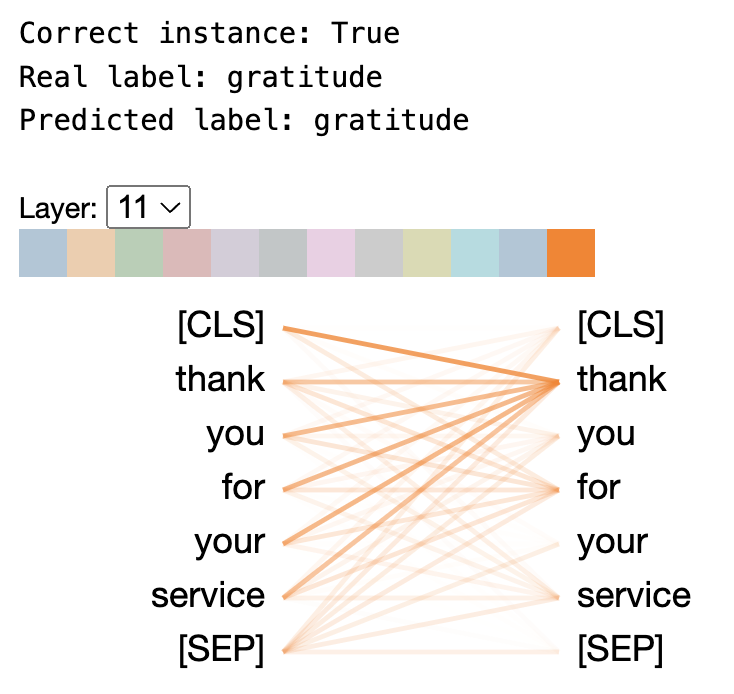 Correct instance: True
Real label: gratitude
Predicted label: gratitude
Layer: 11
[CLS] [CLS]
thank thank
you you
for for
your your
service service
[SEP] [SEP]